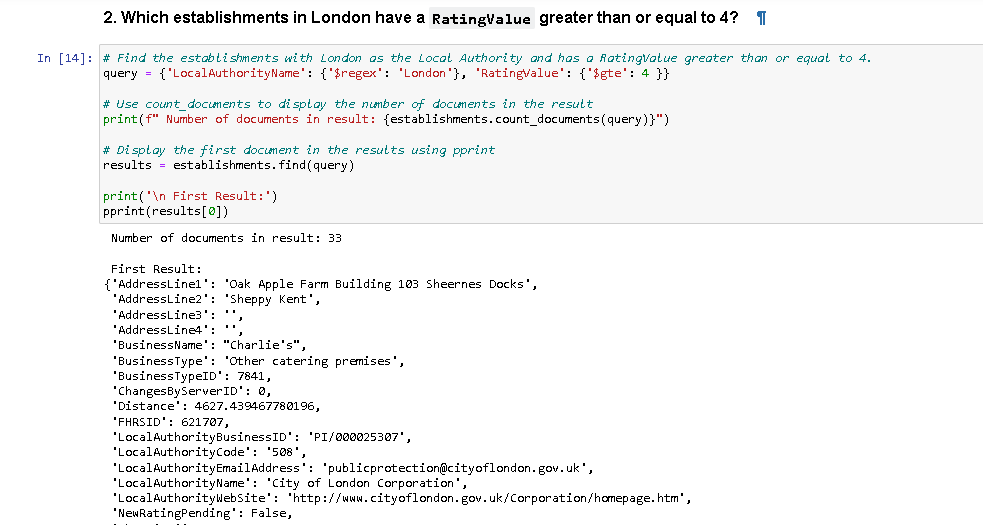 2. Which establishments in London have a RatingValue greater than or equal to 4? ¶
In [14]: # Find the establishments with London as the Local Authority and has a RatingValue greater than or equal to 4.
query = {'LocalAuthorityName': {'$regex': 'London'}, 'RatingValue': {'$gte': 4 }}
# Use count_documents to display the number of documents in the result
print(f" Number of documents in result: {establishments.count_documents(query)}")
# Display the first document in the results using pprint
results = establishments.find(query)
print('\n First Result:')
pprint(results[0])
Number of documents in result: 33
First Result:
{'AddressLine1': 'Oak Apple Farm Building 103 Sheernes Docks',
'AddressLine2': 'Sheppy Kent',
'AddressLine3': '',
'AddressLine4': '',
'BusinessName': "Charlie's",
'BusinessType': 'Other catering premises',
'BusinessTypeID': 7841,
'ChangesByServerID': 0,
'Distance': 4627.439467780196,
'FHRSID': 621707,
'LocalAuthorityBusinessID': 'PI/000025307',
'LocalAuthorityCode': '508',
'LocalAuthorityEmailAddress': 'publicprotection@cityoflondon.gov.uk',
'LocalAuthorityName': 'City of London Corporation',
'LocalAuthorityWebSite': 'http://www.cityoflondon.gov.uk/Corporation/homepage.htm',
'NewRatingPending': False,